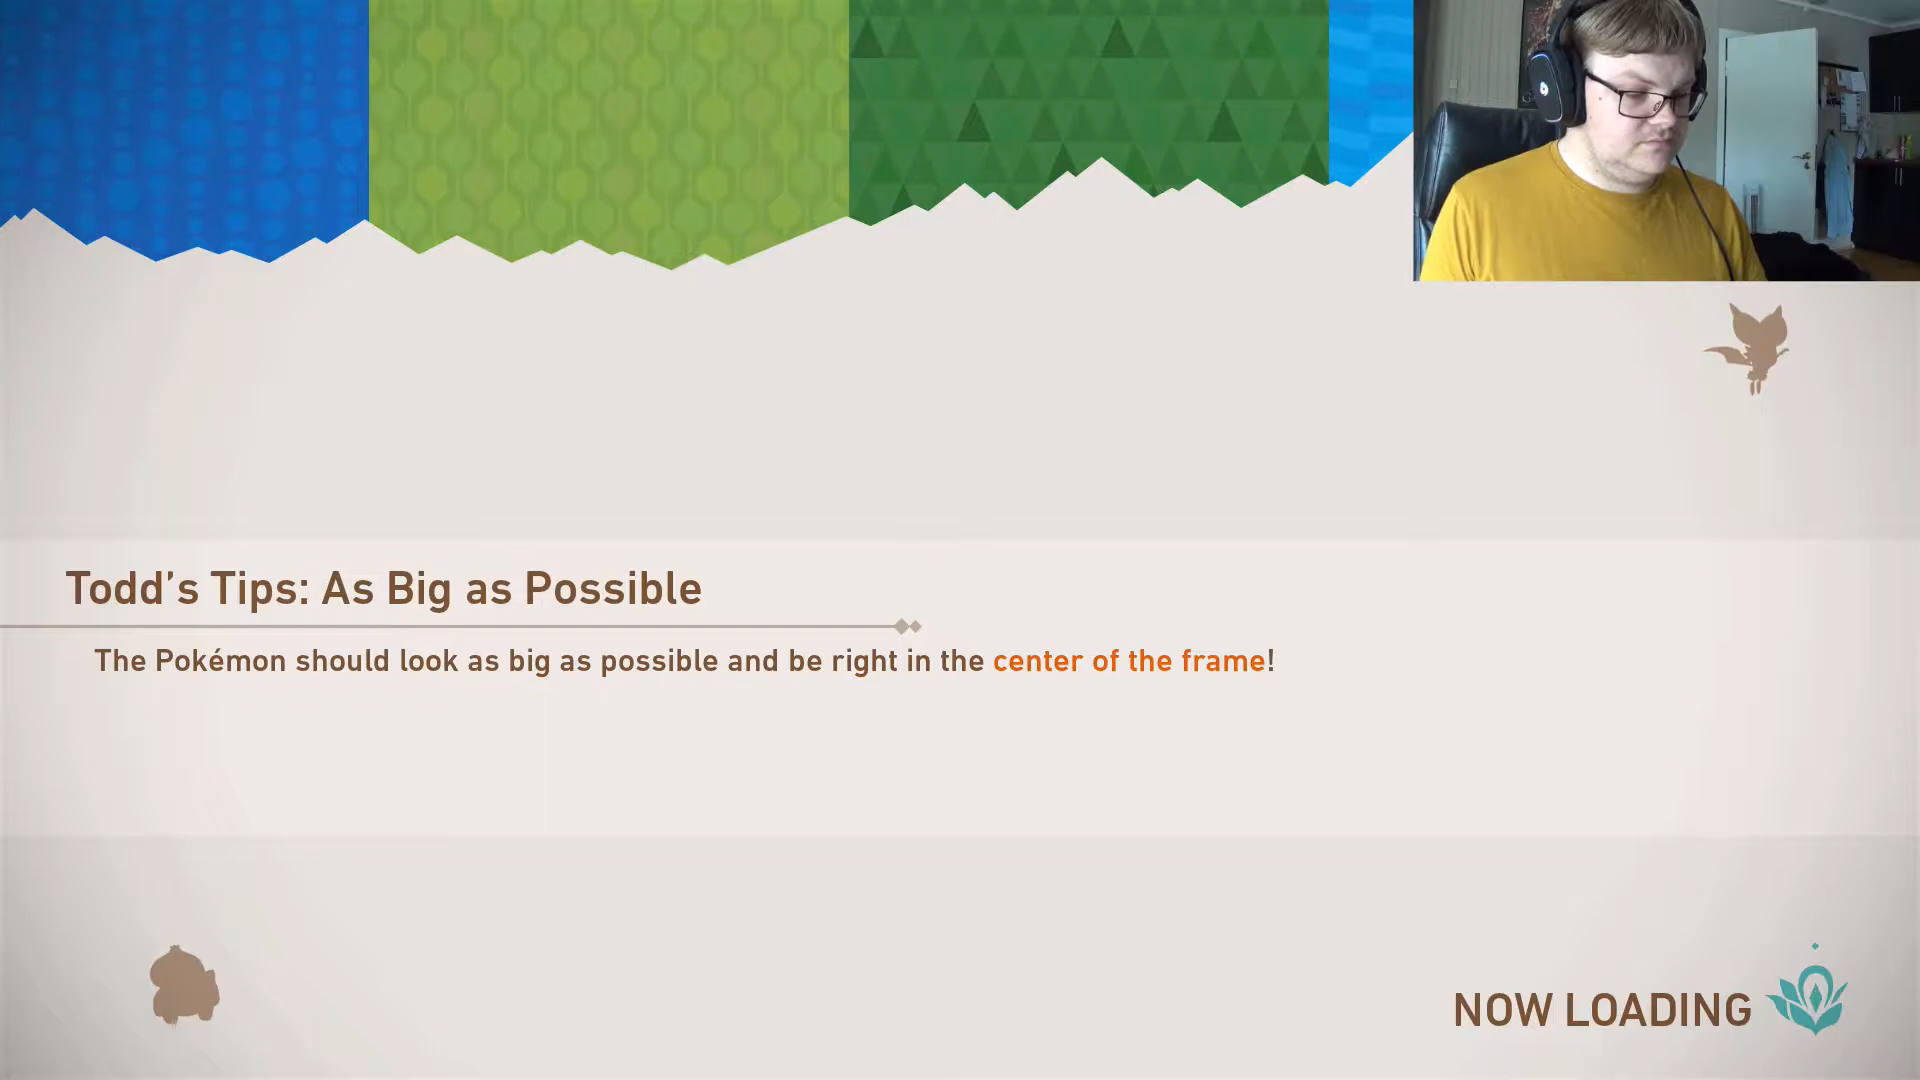 Todd's Tips: As Big as Possible
The Pokémon should look as big as possible and be right in the center of the frame!
NOW LOADING